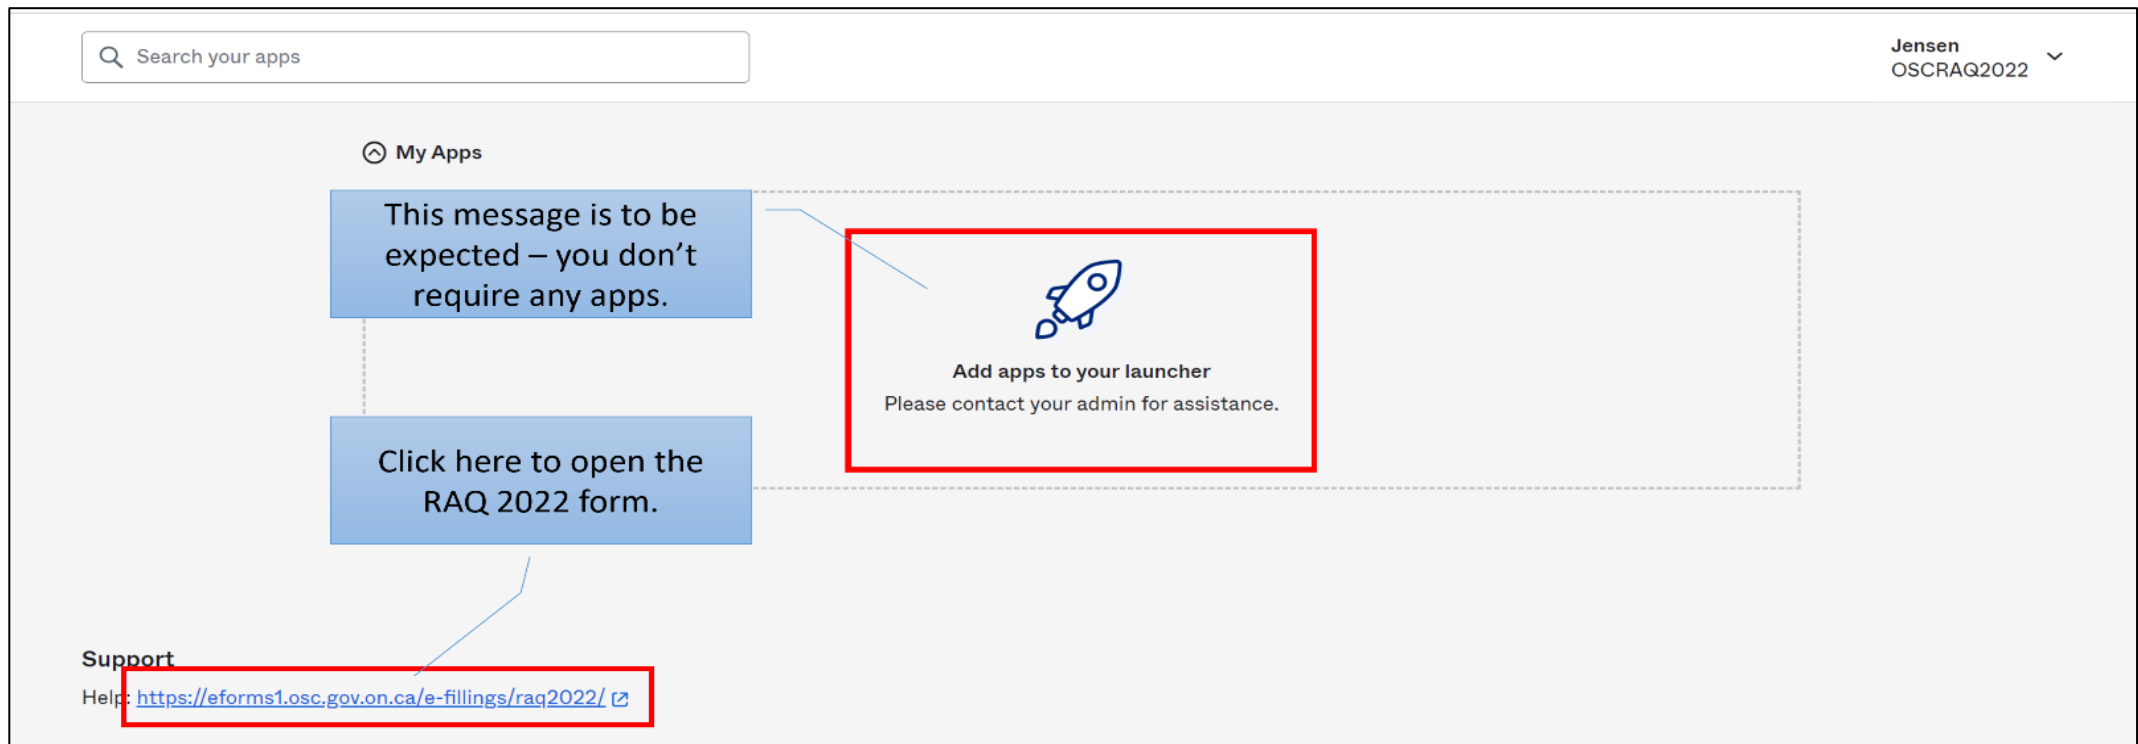 Search your apps
Jensen
OSCRAQ2022
My Apps
This message is to be
expected – you don’t
require any apps.
Add apps to your launcher
Please contact your admin for assistance.
Click here to open the
RAQ 2022 form.
Support
Help: https://eforms1.osc.gov.on.ca/e-fillings/raq2022/